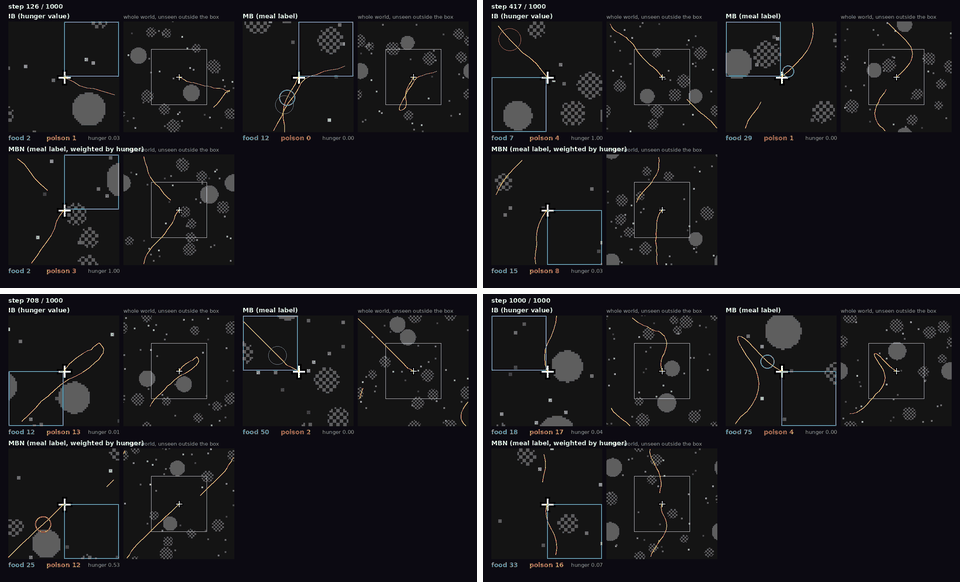 step 126 / 1000
IB (hunger value)
whole world, unseen outside the box
MB (meal label)
whole world, unseen outside the box
food 2 poison 1 hunger 0.03
food 12 poison 0 hunger 0.00
MBN (meal label, weighted by hunger)
world, unseen outside the box
food 2 poison 3 hunger 1.00
step 417 / 1000
IB (hunger value)
whole world, unseen outside the box
MB (meal label)
whole world, unseen outside the box
food 7 poison 4 hunger 1.00
food 29 poison 1 hunger 0.00
MBN (meal label, weighted by hunger)
world, unseen outside the box
food 15 poison 8 hunger 0.03
step 708 / 1000
IB (hunger value)
whole world, unseen outside the box
MB (meal label)
whole world, unseen outside the box
food 12 poison 13 hunger 0.01
food 50 poison 2 hunger 0.00
MBN (meal label, weighted by hunger)
world, unseen outside the box
food 25 poison 12 hunger 0.53
step 1000 / 1000
IB (hunger value)
whole world, unseen outside the box
MB (meal label)
whole world, unseen outside the box
food 18 poison 17 hunger 0.04
food 75 poison 4 hunger 0.00
MBN (meal label, weighted by hunger)
world, unseen outside the box
food 33 poison 16 hunger 0.07